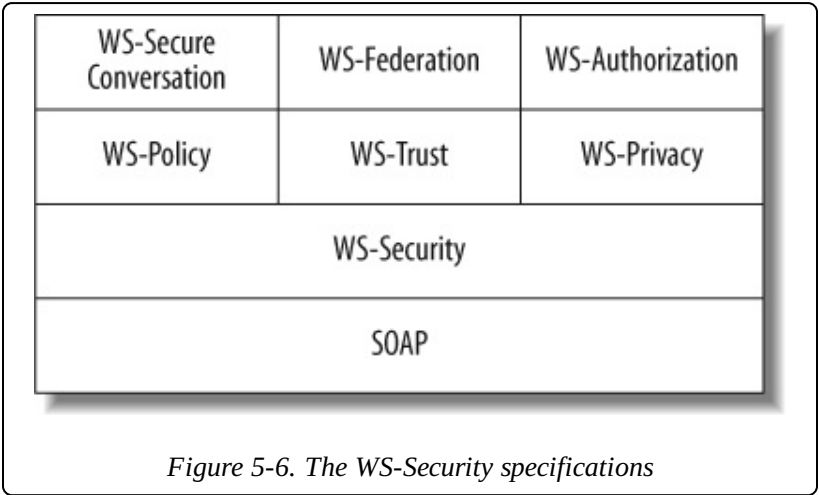 WS-Secure
Conversation
WS-Federation
WS-Authorization
WS-Policy
WS-Trust
WS-Privacy
WS-Security
SOAP
Figure 5-6. The WS-Security specifications